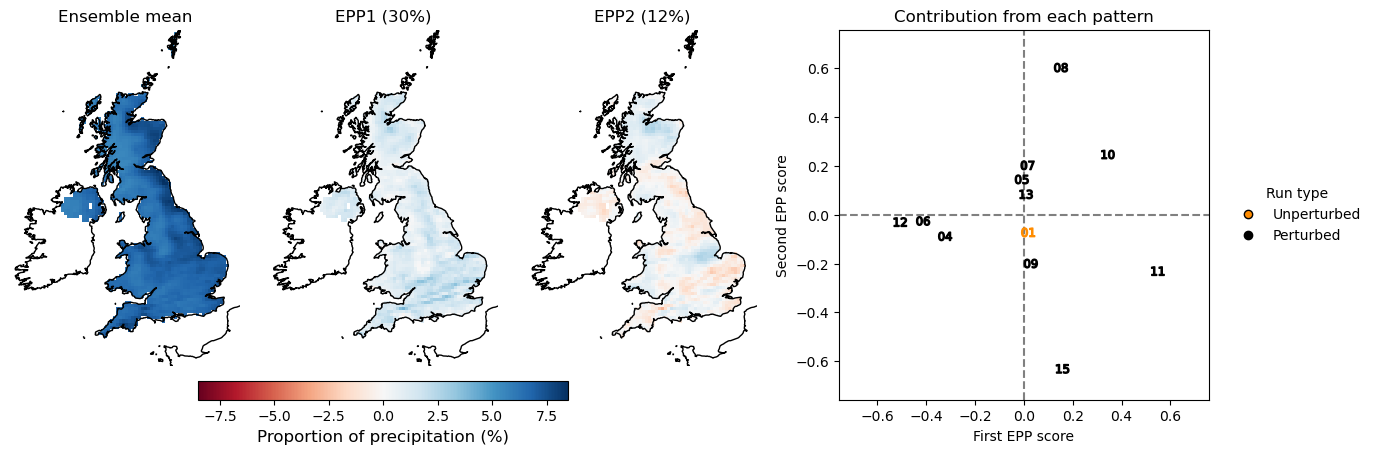 Ensemble mean
EPP1 (30%)
EPP2 (12%)
Contribution from each pattern
08
10
07
05
13
12
06
04
01
09
11
15
0.6
0.4
0.2
0.0
−0.2
−0.4
−0.6
Second EPP score
−0.6 −0.4 −0.2 0.0 0.2 0.4 0.6
First EPP score
Run type
Unperturbed
Perturbed
−7.5 −5.0 −2.5 0.0 2.5 5.0 7.5
Proportion of precipitation (%)